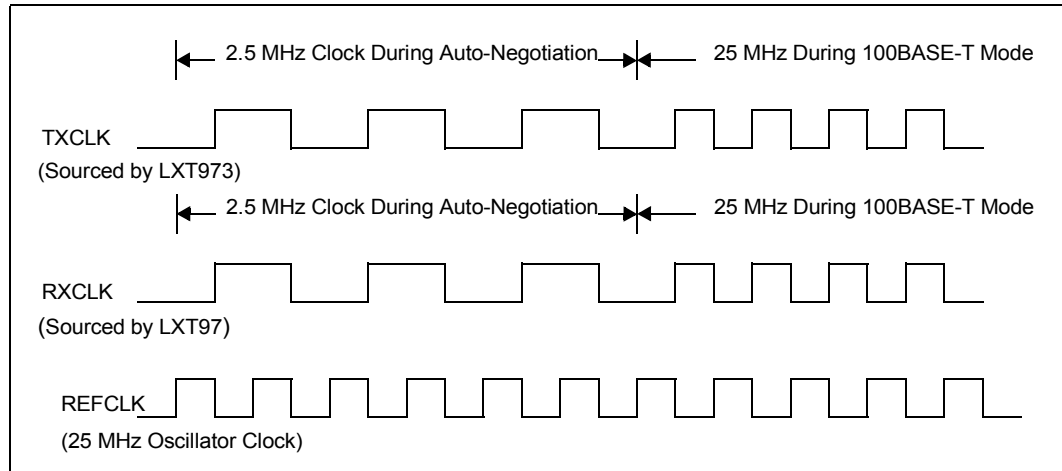 2.5 MHz Clock During Auto-Negotiation 25 MHz During 100BASE-T Mode
TXCLK
(Sourced by LXT973)
2.5 MHz Clock During Auto-Negotiation 25 MHz During 100BASE-T Mode
RXCLK
(Sourced by LXT97)
REFCLK
(25 MHz Oscillator Clock)